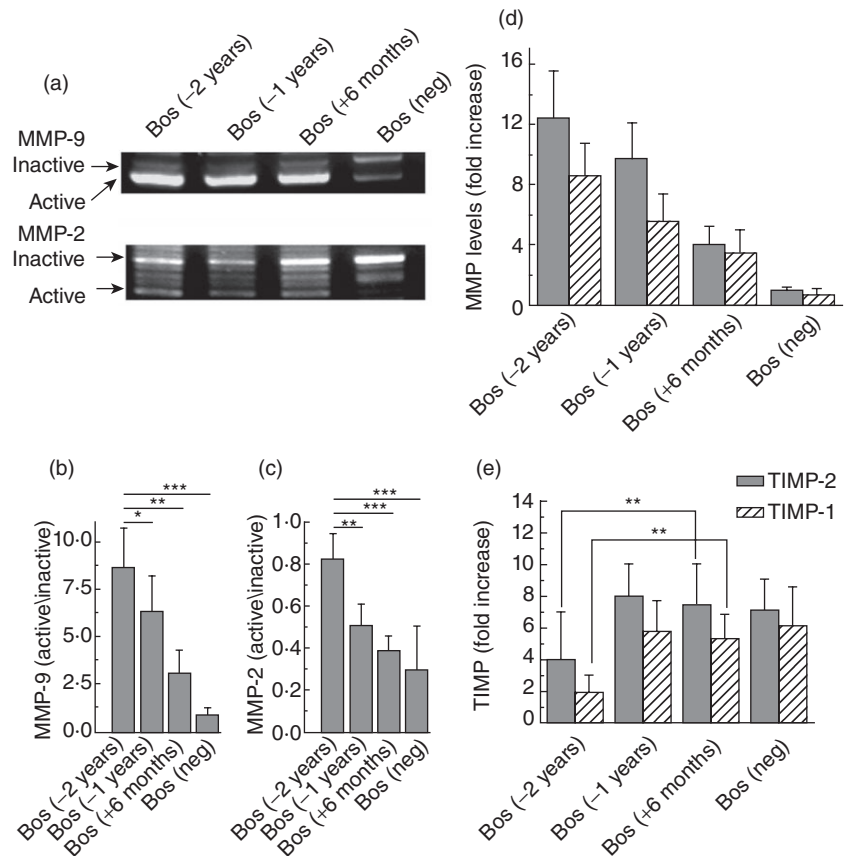 (a)
Bos (−2 years)
Bos (−1 years)
Bos (+6 months)
Bos (neg)
MMP-9
Inactive
Active
MMP-2
Inactive
Active
(d)
MMP levels (fold increase)
16
12
8
4
0
Bos (−2 years)
Bos (−1 years)
Bos (+6 months)
Bos (neg)
(b)
***
**
*
MMP-9 (active\inactive)
10·0
7·5
5·0
2·5
0·0
Bos (−2 years)
Bos (−1 years)
Bos (+6 months)
Bos (neg)
(c)
***
***
**
MMP-2 (active\inactive)
1·0
0·8
0·6
0·4
0·2
0·0
Bos (−2 years)
Bos (−1 years)
Bos (+6 months)
Bos (neg)
(e)
TIMP-2
TIMP-1
**
**
TIMP (fold increase)
14
12
10
8
6
4
2
0
Bos (−2 years)
Bos (−1 years)
Bos (+6 months)
Bos (neg)